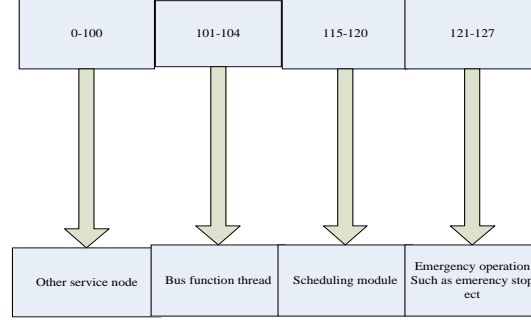 0-100
101-104
115-120
121-127
Other service node
Bus function thread
Scheduling module
Emergency operation
Such as emerency stop
ect